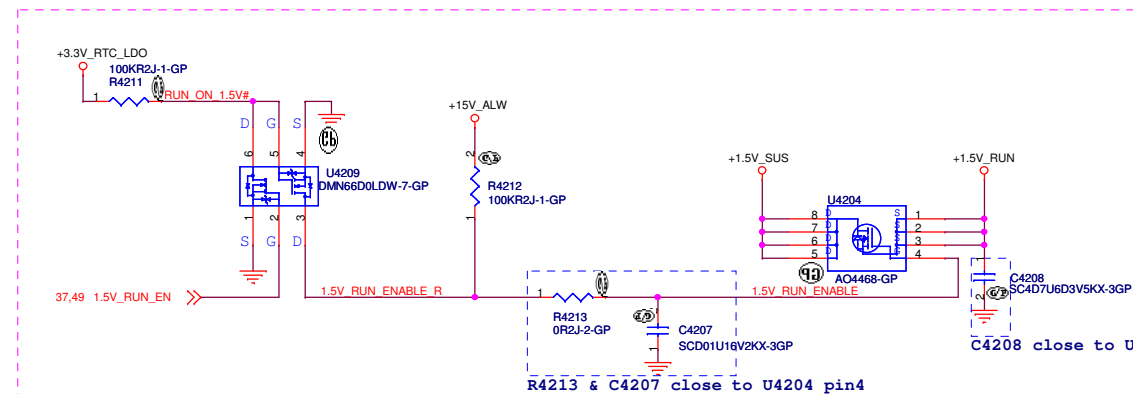 +3.3V_RTC_LDO
100KR2J-1-GP
R4211
1
RUN_ON_1.5V#
D G S
6 5 4
U4209
DMN66D0LDW-7-GP
1 2 3
S G D
37,49 1.5V_RUN_EN
+15V_ALW
2
R4212
100KR2J-1-GP
1
1.5V_RUN_ENABLE_R
1
R4213
0R2J-2-GP
C4207
SCD01U16V2KX-3GP
1
R4213 & C4207 close to U4204 pin4
1.5V_RUN_ENABLE
+1.5V_SUS
+1.5V_RUN
U4204
8 D S 1
7 D S 2
6 D S 3
5 D 4
AO4468-GP
1
C4208
SC4D7U6D3V5KX-3GP
2
C4208 close to U